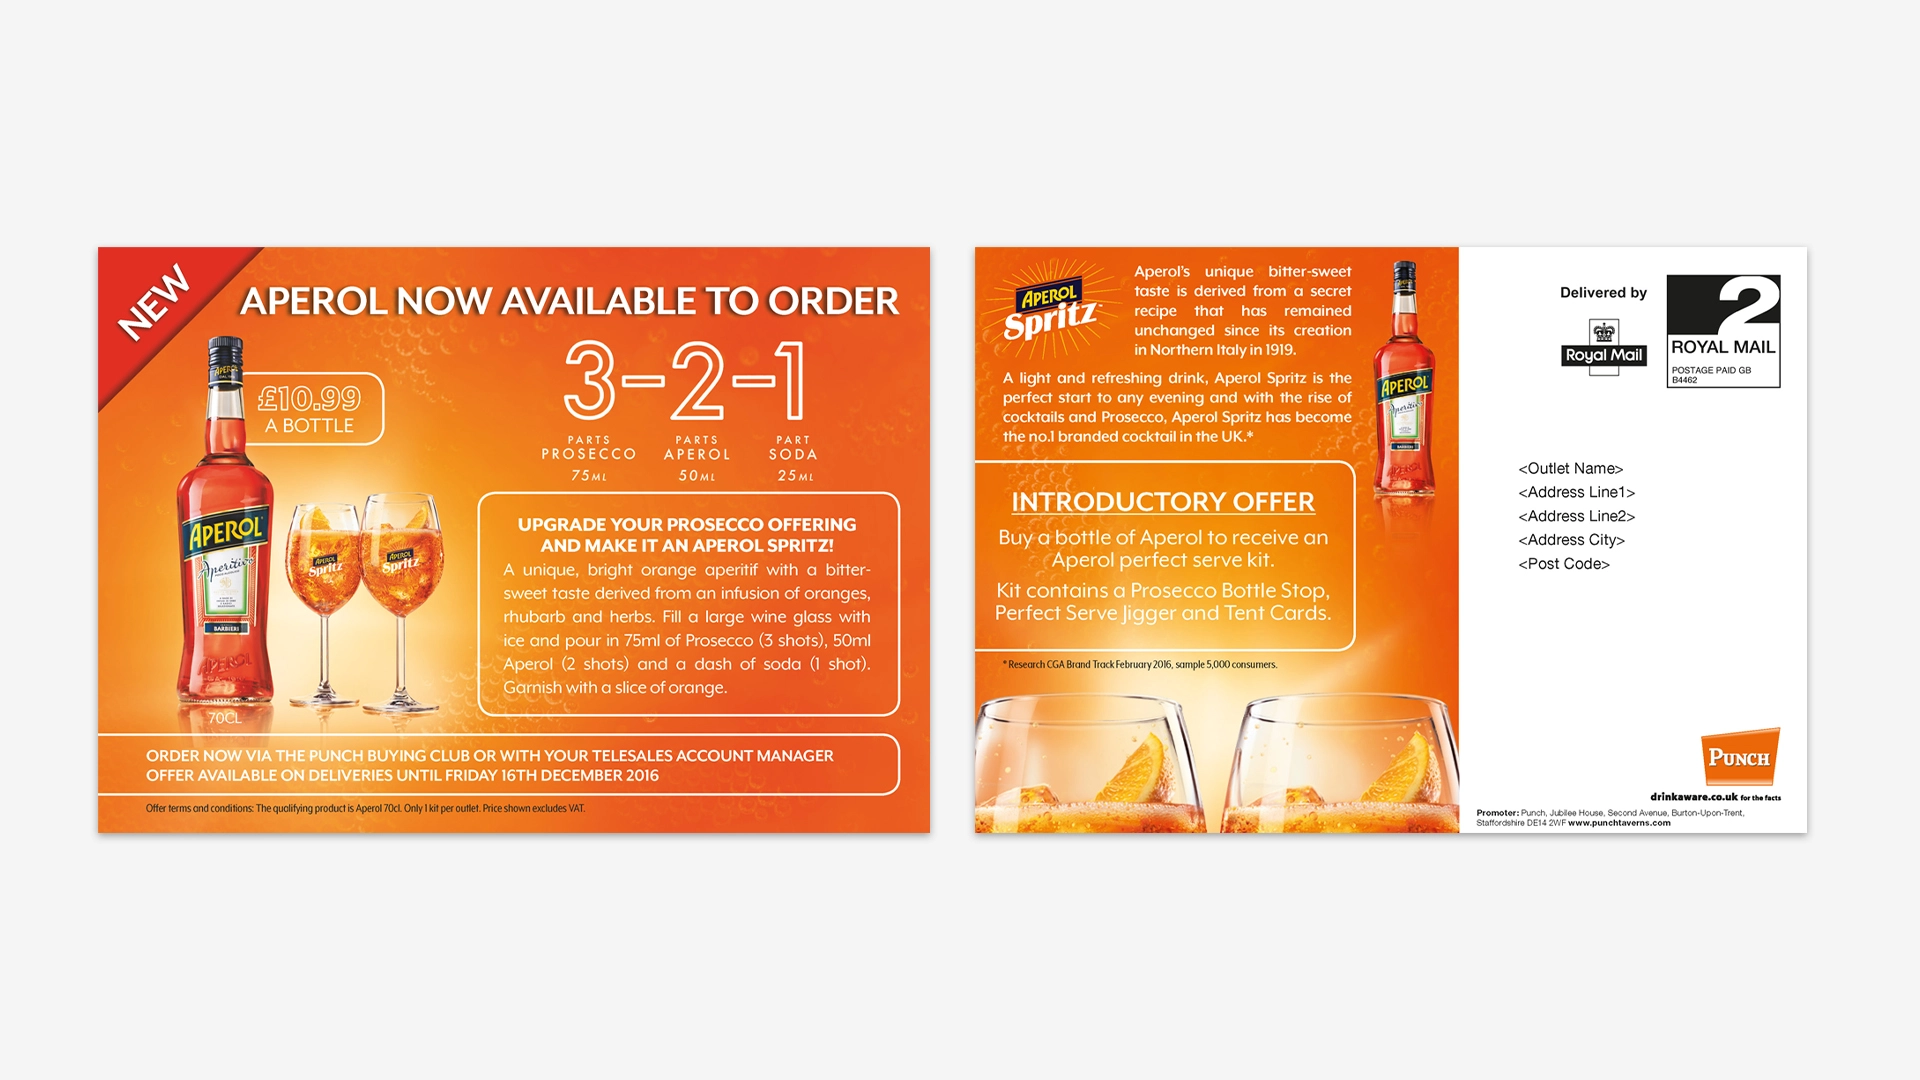 NEW
APEROL NOW AVAILABLE TO ORDER
£10.99
A BOTTLE
3–2–1
PARTS PROSECCO 75ML
PARTS APEROL 50ML
PART SODA 25ML
APEROL
APEROL
Aperitivo
BARBIERI
APEROL
70CL
APEROL
Spritz
APEROL
Spritz
UPGRADE YOUR PROSECCO OFFERING
AND MAKE IT AN APEROL SPRITZ!
A unique, bright orange aperitif with a bitter-
sweet taste derived from an infusion of oranges,
rhubarb and herbs. Fill a large wine glass with
ice and pour in 75ml of Prosecco (3 shots), 50ml
Aperol (2 shots) and a dash of soda (1 shot).
Garnish with a slice of orange.
ORDER NOW VIA THE PUNCH BUYING CLUB OR WITH YOUR TELESALES ACCOUNT MANAGER
OFFER AVAILABLE ON DELIVERIES UNTIL FRIDAY 16TH DECEMBER 2016
Offer terms and conditions: The qualifying product is Aperol 70cl. Only 1 kit per outlet. Price shown excludes VAT.
APEROL
Spritz™
Aperol's unique bitter-sweet
taste is derived from a secret
recipe that has remained
unchanged since its creation
in Northern Italy in 1919.
A light and refreshing drink, Aperol Spritz is the
perfect start to any evening and with the rise of
cocktails and Prosecco, Aperol Spritz has become
the no.1 branded cocktail in the UK.*
APEROL
Aperitivo
BARBIERI
APEROL
INTRODUCTORY OFFER
Buy a bottle of Aperol to receive an
Aperol perfect serve kit.
Kit contains a Prosecco Bottle Stop,
Perfect Serve Jigger and Tent Cards.
* Research CGA Brand Track February 2016, sample 5,000 consumers.
Delivered by
Royal Mail
2
ROYAL MAIL
POSTAGE PAID GB
B4462
<Outlet Name>
<Address Line1>
<Address Line2>
<Address City>
<Post Code>
PUNCH
drinkaware.co.uk for the facts
Promoter: Punch, Jubilee House, Second Avenue, Burton-Upon-Trent,
Staffordshire DE14 2WF www.punchtaverns.com